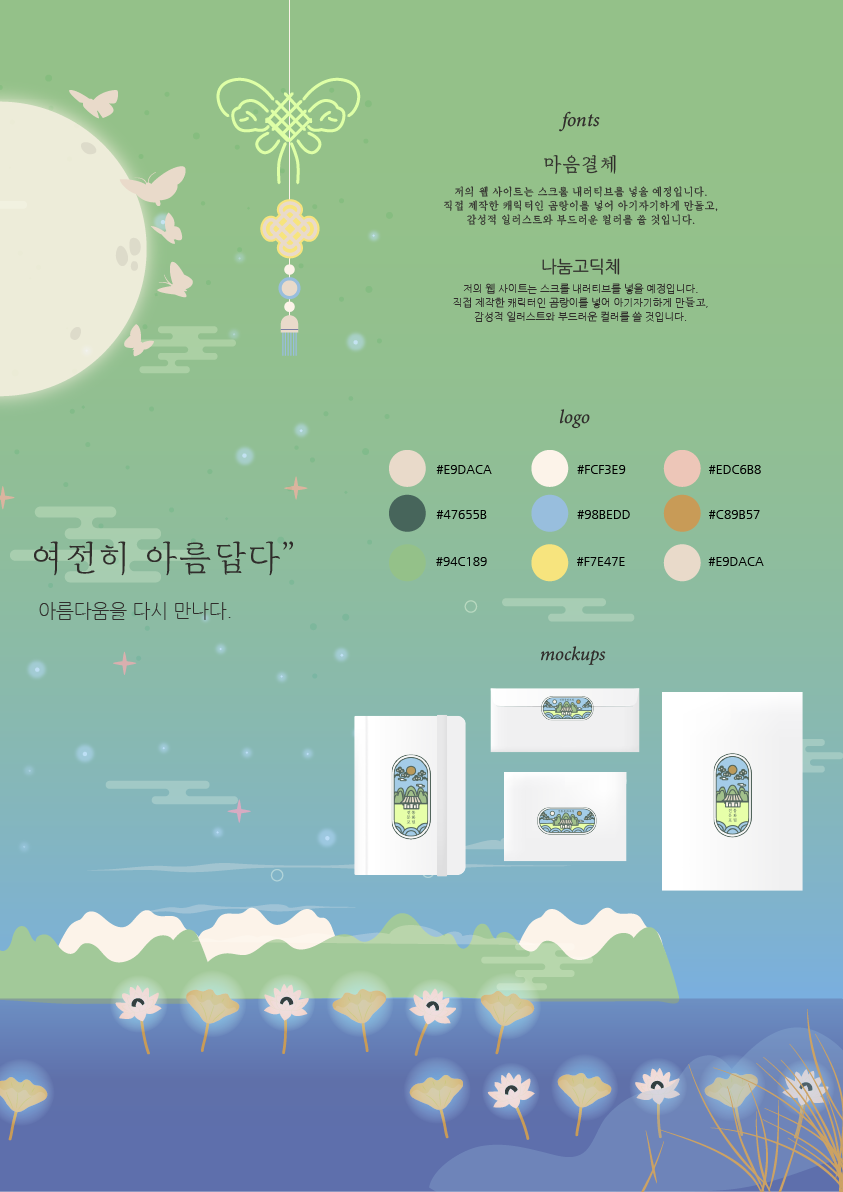 fonts
마음결체
저의 웹 사이트는 스크롤 내러티브를 넣을 예정입니다.
직접 제작한 캐릭터인 곰팡이를 넣어 아기자기하게 만들고,
감성적 일러스트와 부드러운 컬러를 쓸 것입니다.
나눔고딕체
저의 웹 사이트는 스크롤 내러티브를 넣을 예정입니다.
직접 제작한 캐릭터인 곰팡이를 넣어 아기자기하게 만들고,
감성적 일러스트와 부드러운 컬러를 쓸 것입니다.
logo
#E9DACA #FCF3E9 #EDC6B8
#47655B #98BEDD #C89B57
#94C189 #F7E47E #E9DACA
여전히 아름답다”
아름다움을 다시 만나다.
mockups